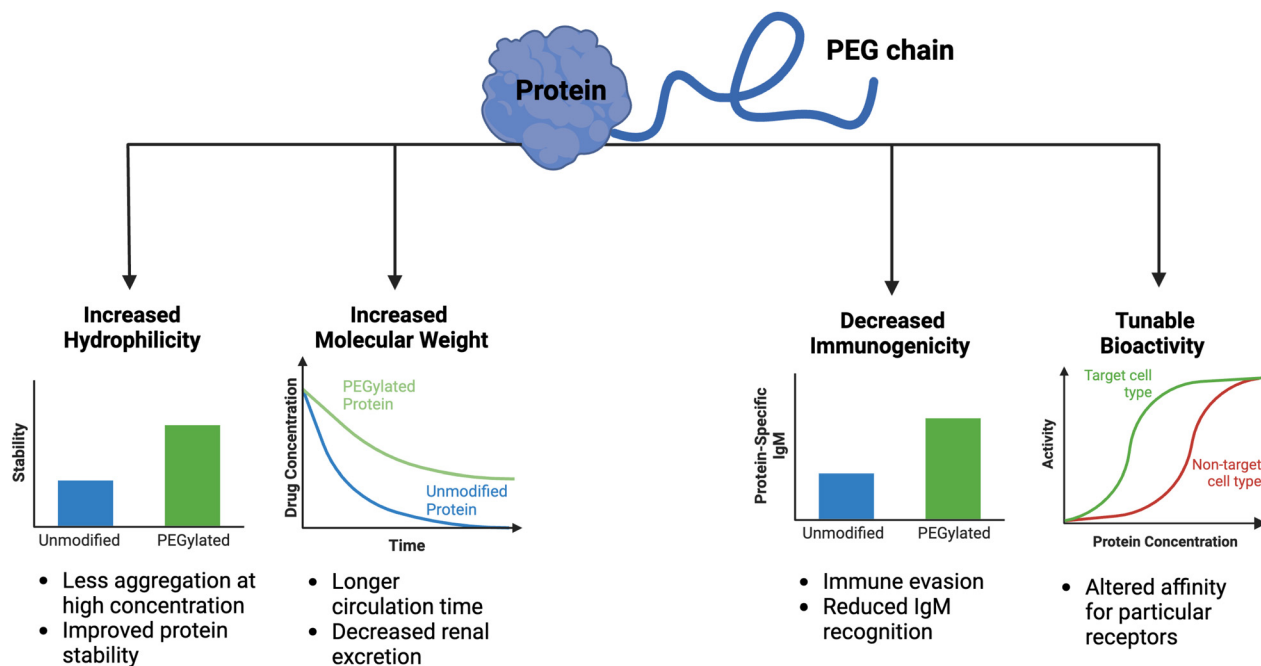 Protein
PEG chain
Increased
Hydrophilicity
Stability
Unmodified
PEGylated
• Less aggregation at
high concentration
• Improved protein
stability
Increased
Molecular Weight
Drug Concentration
PEGylated
Protein
Unmodified
Protein
Time
• Longer
circulation time
• Decreased renal
excretion
Decreased
Immunogenicity
Protein-Specific
IgM
Unmodified
PEGylated
• Immune evasion
• Reduced IgM
recognition
Tunable
Bioactivity
Activity
Target cell
type
Non-target
cell type
Protein Concentration
• Altered affinity
for particular
receptors